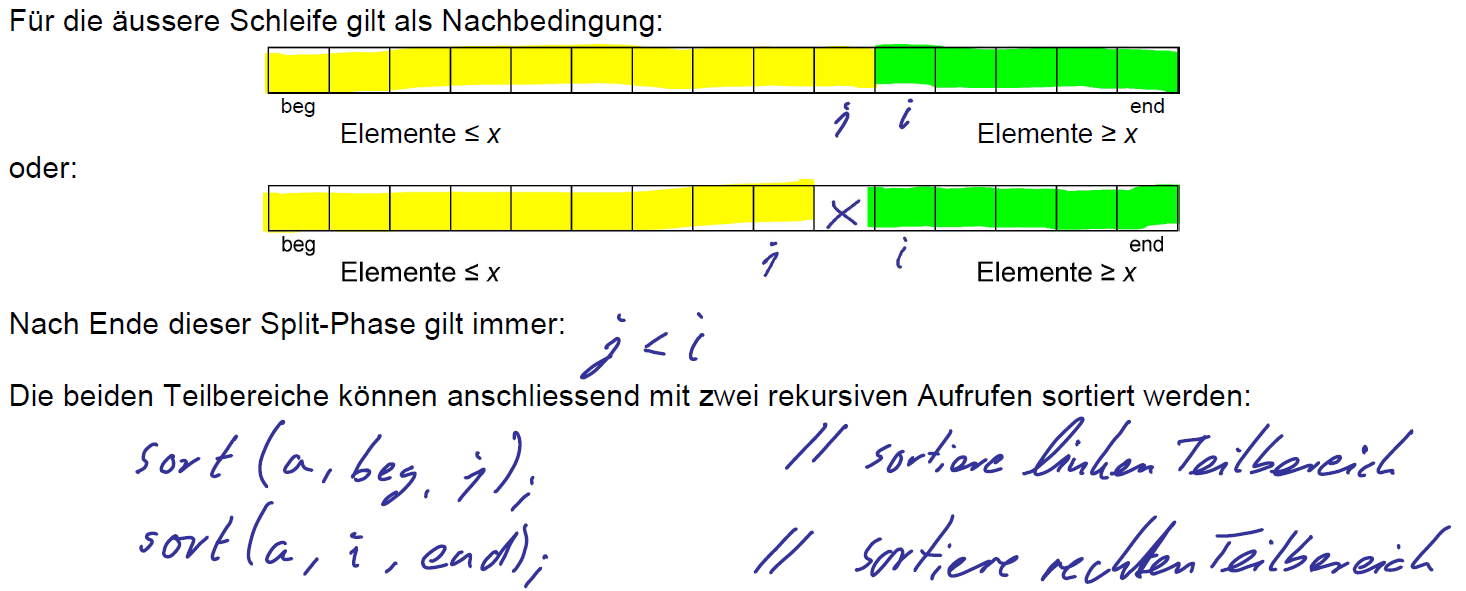 Für die äussere Schleife gilt als Nachbedingung:
beg end
j i
Elemente ≤ x Elemente ≥ x
oder:
x
beg end
j i
Elemente ≤ x Elemente ≥ x
Nach Ende dieser Split-Phase gilt immer: j < i
Die beiden Teilbereiche können anschliessend mit zwei rekursiven Aufrufen sortiert werden:
sort (a, beg, j); // sortiere linken Teilbereich
sort (a, i, end); // sortiere rechten Teilbereich